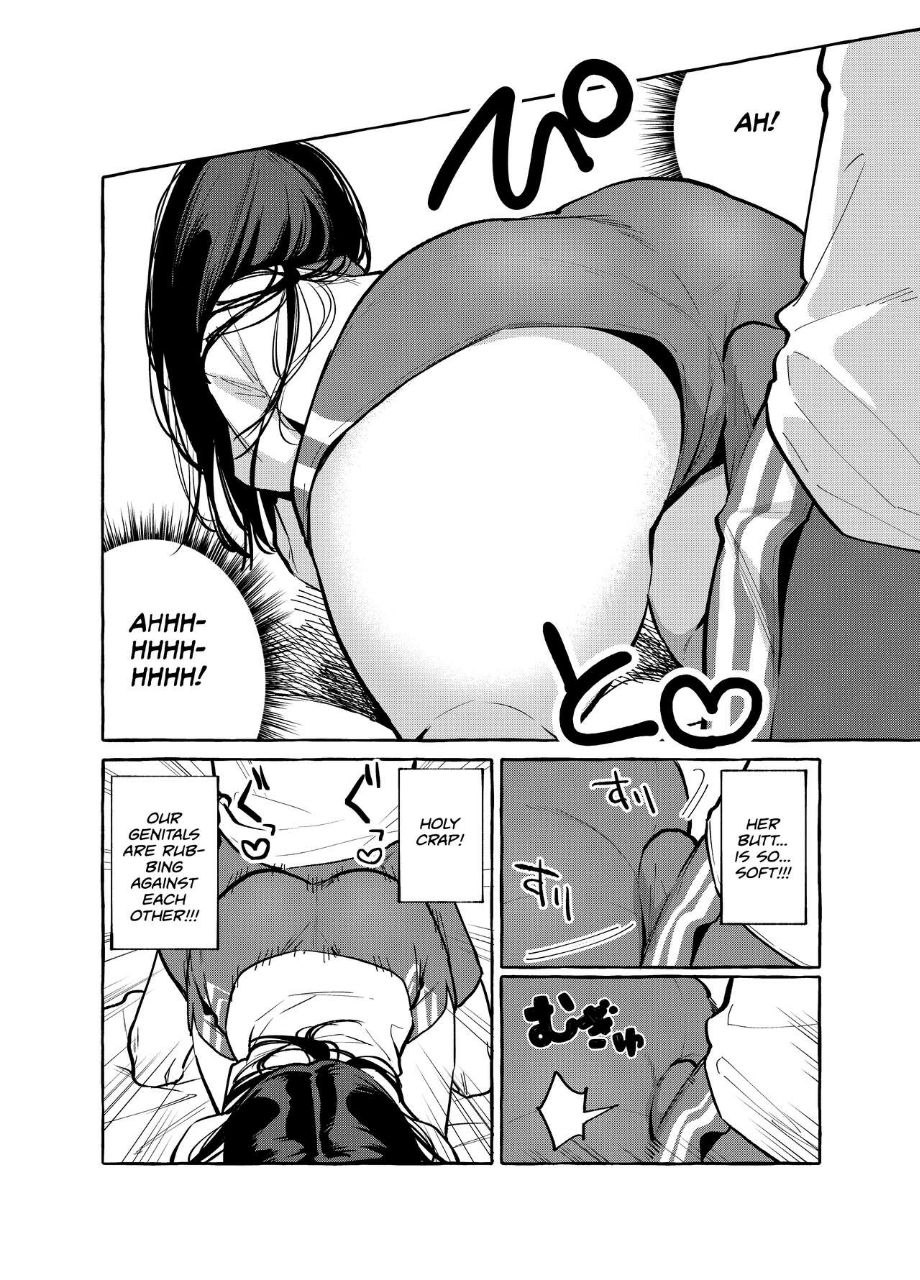 AH!
ぴ
と♡
AHHH-
HHHH-
HHHH!
HER
BUTT...
IS SO...
SOFT!!!
すり
すり
むぎゅ
HOLY
CRAP!
ぐ
ぐ
OUR
GENITALS
ARE RUB-
BING
AGAINST
EACH
OTHER!!!